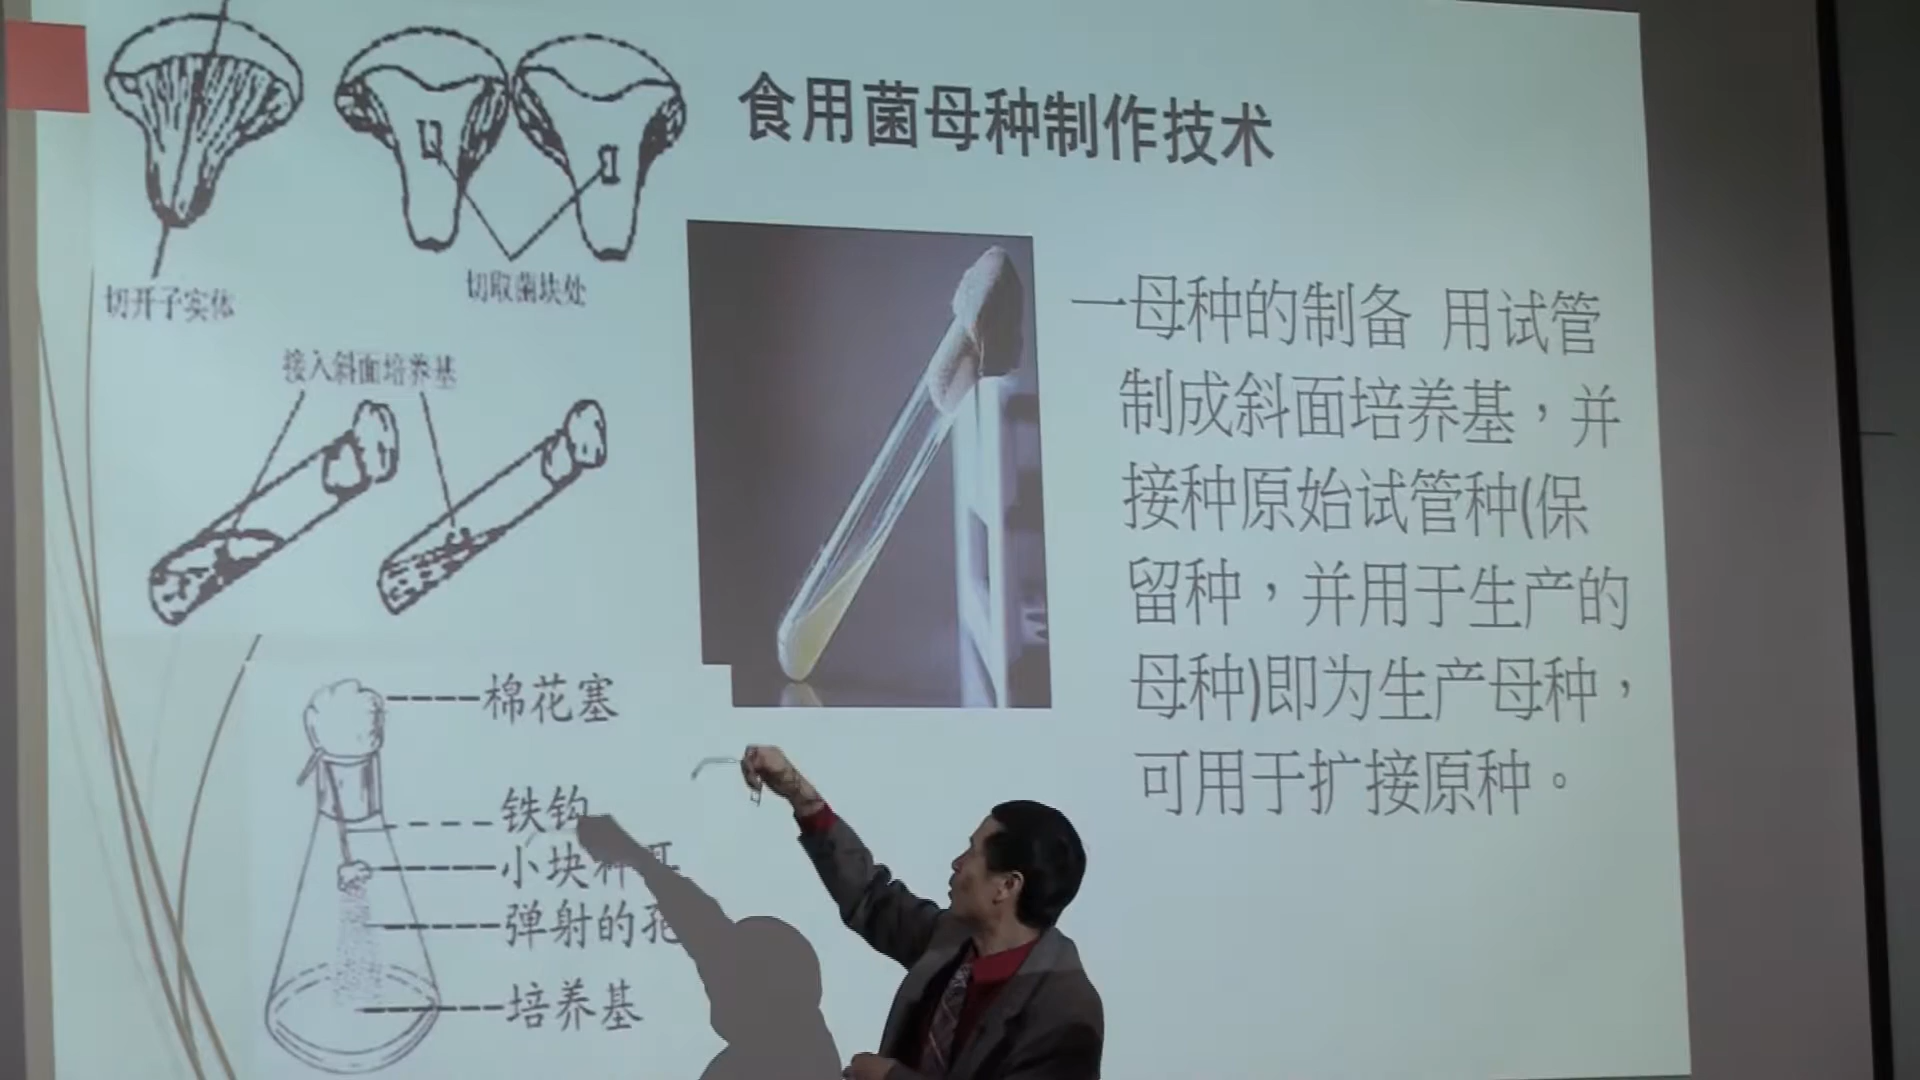 食用菌母种制作技术
切开子实体
切取菌块处
接入斜面培养基
一母种的制备 用试管
制成斜面培养基，并
接种原始试管种(保
留种，并用于生产的
母种)即为生产母种，
可用于扩接原种。
棉花塞
铁钩
小块种耳
弹射的孢
培养基